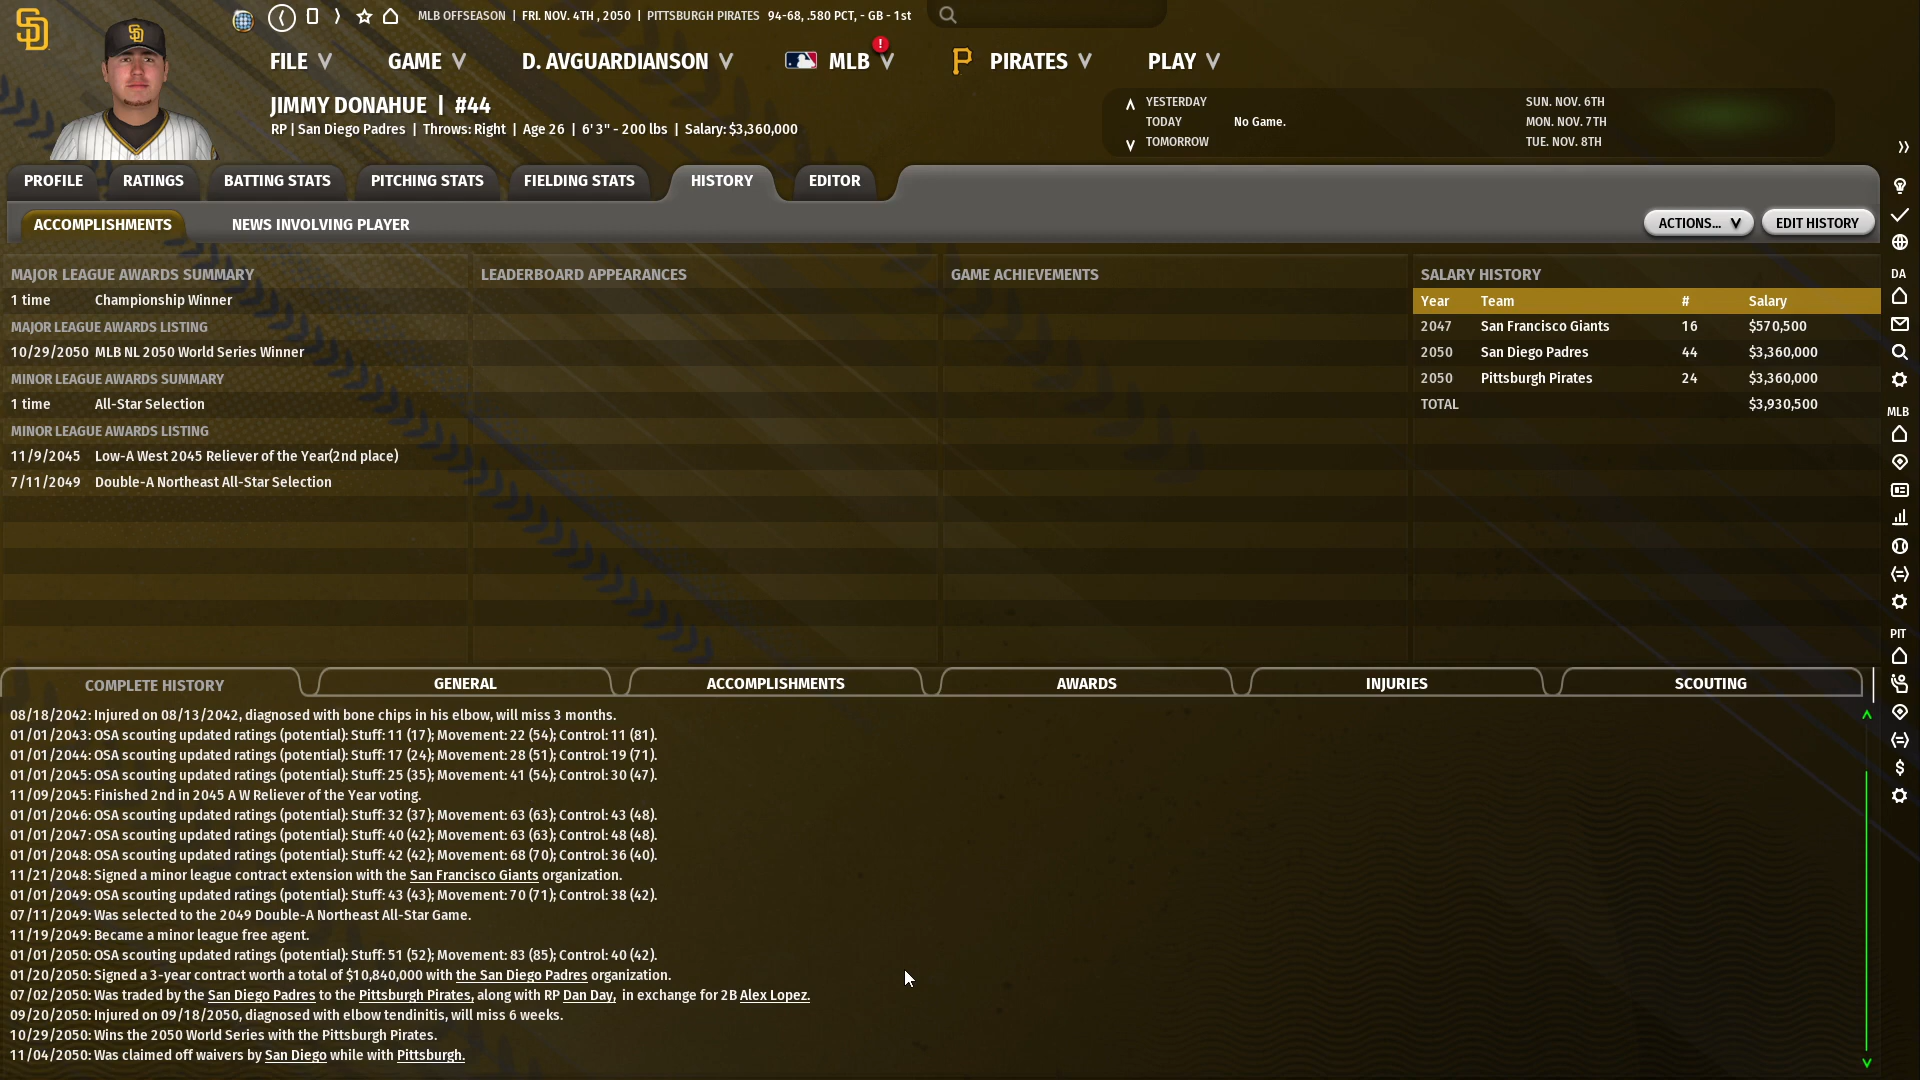 MLB OFFSEASON | FRI. NOV. 4TH , 2050 | PITTSBURGH PIRATES 94-68, .580 PCT, - GB - 1st
FILE GAME D. AVGUARDIANSON MLB ! P PIRATES PLAY
JIMMY DONAHUE | #44
RP | San Diego Padres | Throws: Right | Age 26 | 6' 3" - 200 lbs | Salary: $3,360,000
YESTERDAY SUN. NOV. 6TH
TODAY No Game. MON. NOV. 7TH
TOMORROW TUE. NOV. 8TH
PROFILE RATINGS BATTING STATS PITCHING STATS FIELDING STATS HISTORY EDITOR
ACCOMPLISHMENTS NEWS INVOLVING PLAYER ACTIONS... EDIT HISTORY
MAJOR LEAGUE AWARDS SUMMARY LEADERBOARD APPEARANCES GAME ACHIEVEMENTS SALARY HISTORY
1 time Championship Winner
MAJOR LEAGUE AWARDS LISTING
10/29/2050 MLB NL 2050 World Series Winner
MINOR LEAGUE AWARDS SUMMARY
1 time All-Star Selection
MINOR LEAGUE AWARDS LISTING
11/9/2045 Low-A West 2045 Reliever of the Year(2nd place)
7/11/2049 Double-A Northeast All-Star Selection
Year Team # Salary
2047 San Francisco Giants 16 $570,500
2050 San Diego Padres 44 $3,360,000
2050 Pittsburgh Pirates 24 $3,360,000
TOTAL $3,930,500
DA
MLB
PIT
$
COMPLETE HISTORY GENERAL ACCOMPLISHMENTS AWARDS INJURIES SCOUTING
08/18/2042: Injured on 08/13/2042, diagnosed with bone chips in his elbow, will miss 3 months.
01/01/2043: OSA scouting updated ratings (potential): Stuff: 11 (17); Movement: 22 (54); Control: 11 (81).
01/01/2044: OSA scouting updated ratings (potential): Stuff: 17 (24); Movement: 28 (51); Control: 19 (71).
01/01/2045: OSA scouting updated ratings (potential): Stuff: 25 (35); Movement: 41 (54); Control: 30 (47).
11/09/2045: Finished 2nd in 2045 A W Reliever of the Year voting.
01/01/2046: OSA scouting updated ratings (potential): Stuff: 32 (37); Movement: 63 (63); Control: 43 (48).
01/01/2047: OSA scouting updated ratings (potential): Stuff: 40 (42); Movement: 63 (63); Control: 48 (48).
01/01/2048: OSA scouting updated ratings (potential): Stuff: 42 (42); Movement: 68 (70); Control: 36 (40).
11/21/2048: Signed a minor league contract extension with the San Francisco Giants organization.
01/01/2049: OSA scouting updated ratings (potential): Stuff: 43 (43); Movement: 70 (71); Control: 38 (42).
07/11/2049: Was selected to the 2049 Double-A Northeast All-Star Game.
11/19/2049: Became a minor league free agent.
01/01/2050: OSA scouting updated ratings (potential): Stuff: 51 (52); Movement: 83 (85); Control: 40 (42).
01/20/2050: Signed a 3-year contract worth a total of $10,840,000 with the San Diego Padres organization.
07/02/2050: Was traded by the San Diego Padres to the Pittsburgh Pirates, along with RP Dan Day, in exchange for 2B Alex Lopez.
09/20/2050: Injured on 09/18/2050, diagnosed with elbow tendinitis, will miss 6 weeks.
10/29/2050: Wins the 2050 World Series with the Pittsburgh Pirates.
11/04/2050: Was claimed off waivers by San Diego while with Pittsburgh.